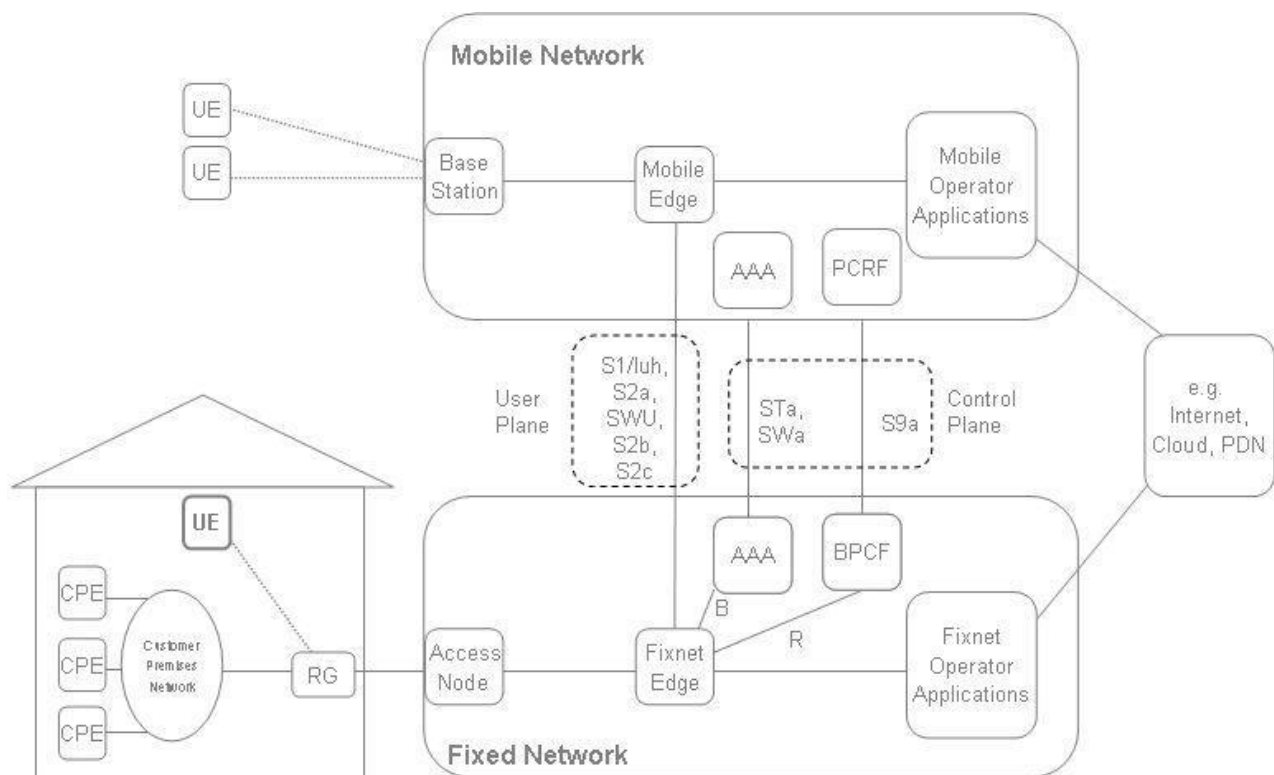 Mobile Network
UE
UE
Base
Station
Mobile
Edge
Mobile
Operator
Applications
AAA
PCRF
User
Plane
S1/Iuh,
S2a,
SWU,
S2b,
S2c
STa,
SWa
S9a
Control
Plane
e.g.
Internet,
Cloud, PDN
UE
CPE
CPE
CPE
Customer
Premises
Network
RG
Access
Node
Fixnet
Edge
AAA
BPCF
B
R
Fixnet
Operator
Applications
Fixed Network